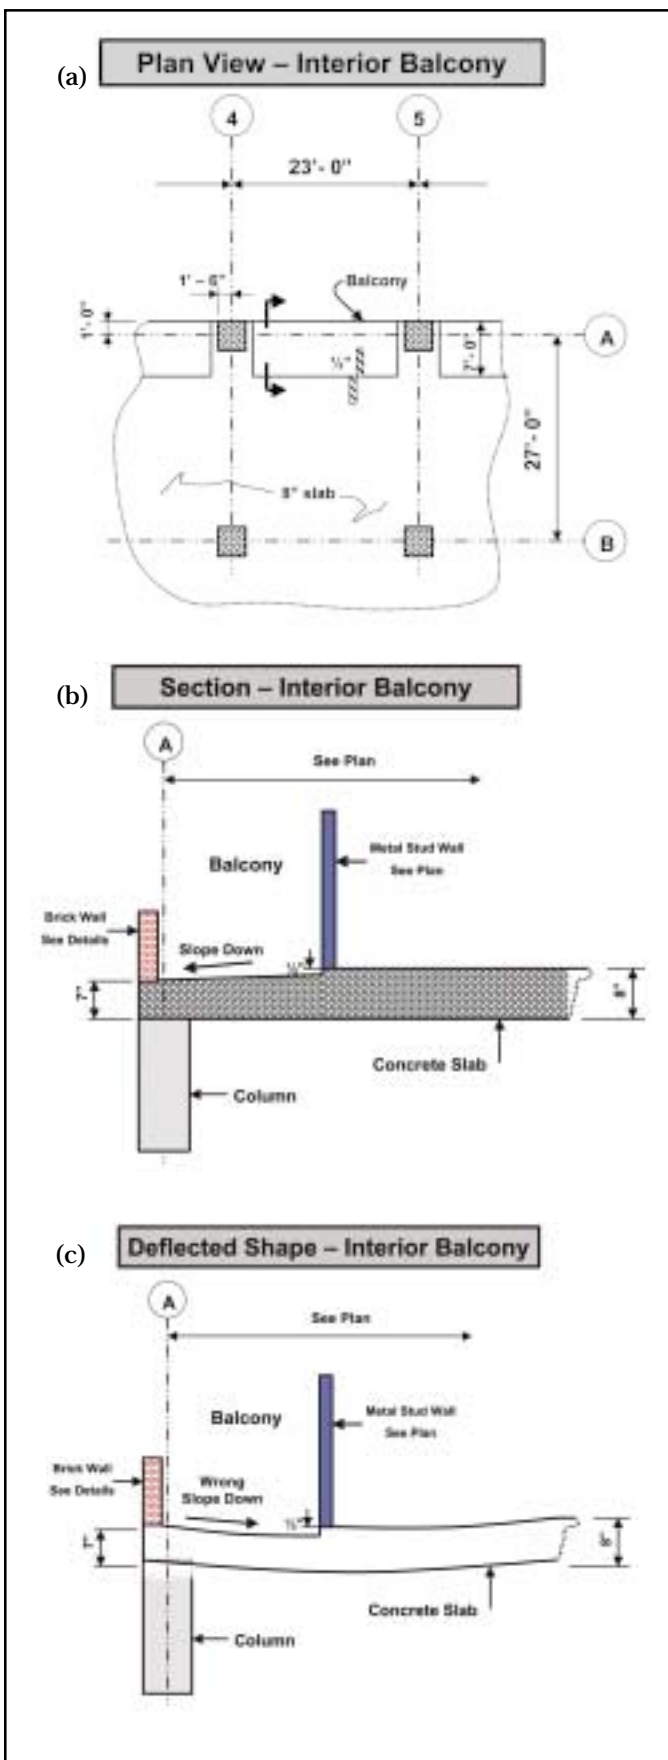 (a)
Plan View – Interior Balcony
4
5
23'- 0"
1' – 6"
Balcony
1'- 0"
A
½"
7'- 0"
27'- 0"
8" slab
B
(b)
Section – Interior Balcony
A
See Plan
Balcony
Metal Stud Wall
See Plan
Brick Wall
See Details
Slope Down
½"
7"
8"
Concrete Slab
Column
(c)
Deflected Shape – Interior Balcony
A
See Plan
Balcony
Metal Stud Wall
See Plan
Brick Wall
See Details
Wrong
Slope Down
½"
7"
8"
Concrete Slab
Column